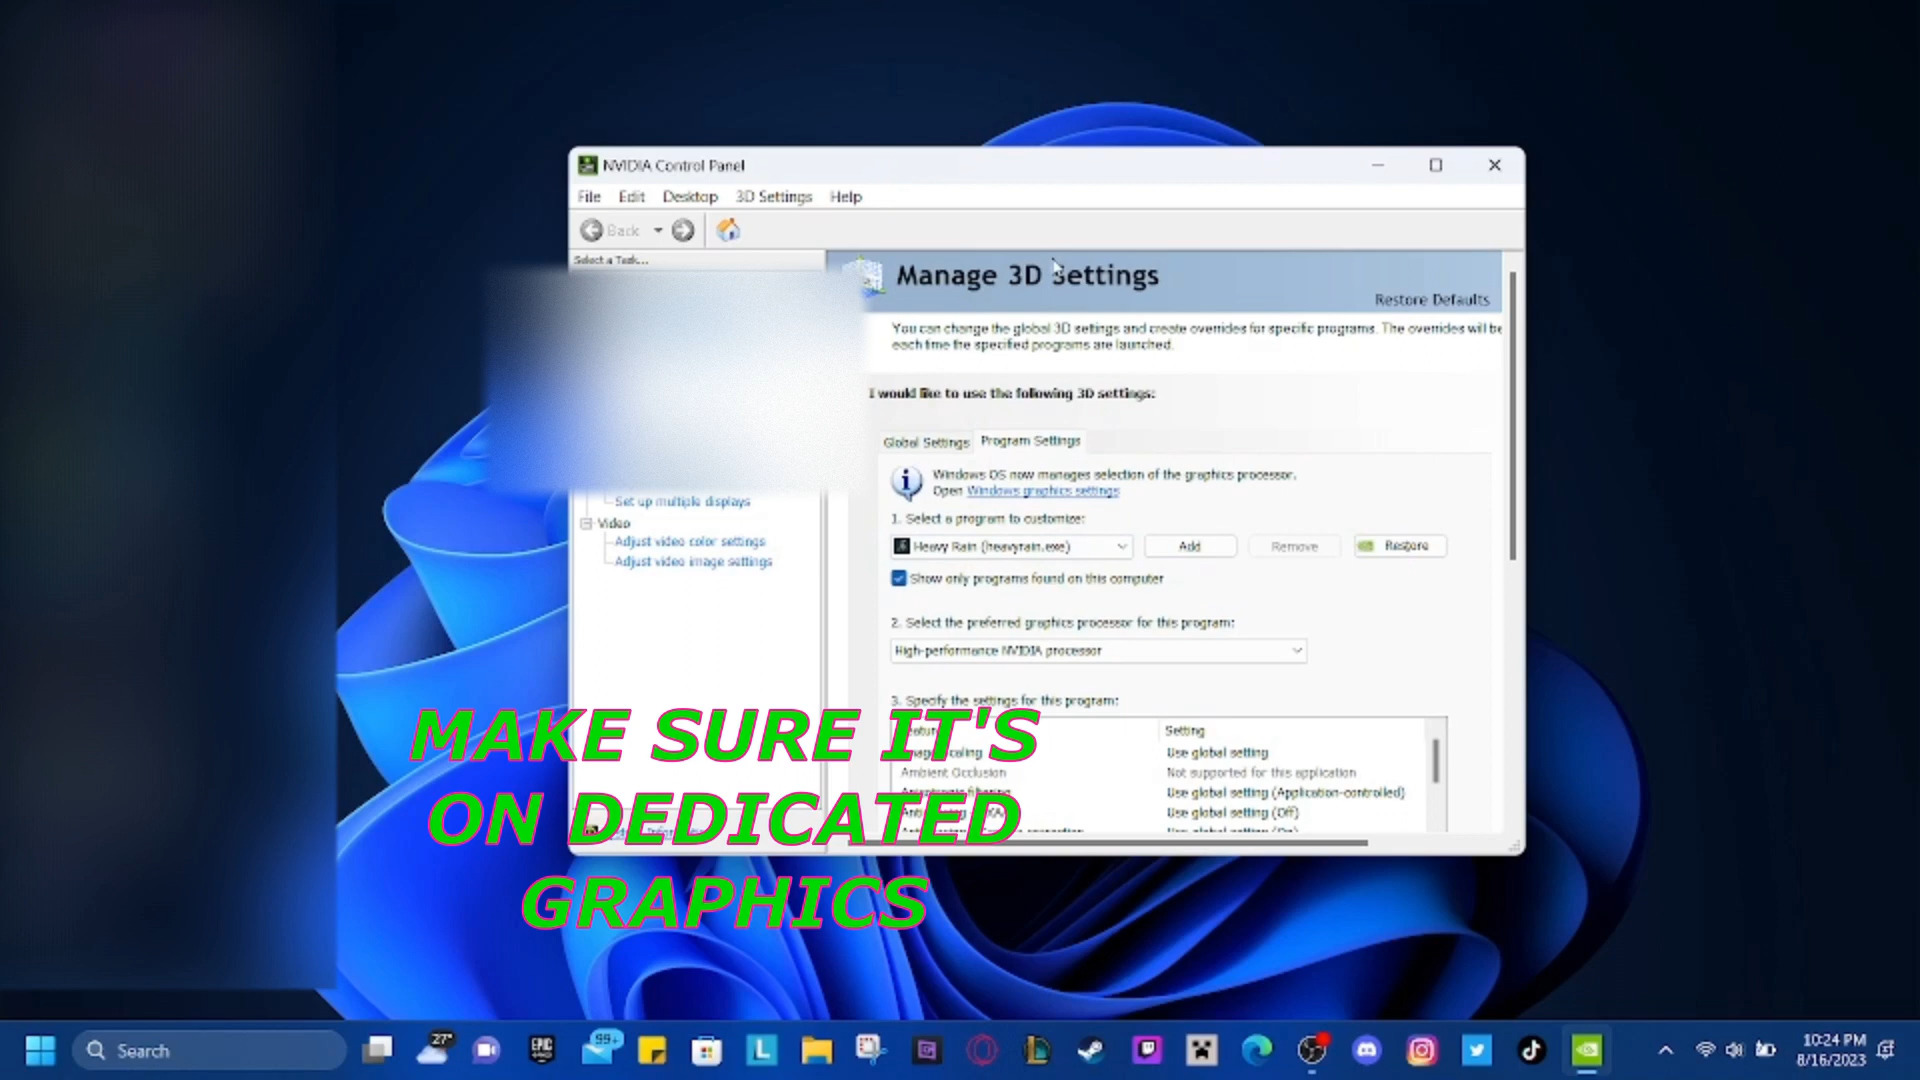 NVIDIA Control Panel
File Edit Desktop 3D Settings Help
Back
Select a Task...
Manage 3D Settings
Restore Defaults
You can change the global 3D settings and create overrides for specific programs. The overrides will be
each time the specified programs are launched.
I would like to use the following 3D settings:
Global Settings Program Settings
Windows OS now manages selection of the graphics processor.
Open Windows graphics settings
Set up multiple displays
Video
Adjust video color settings
Adjust video image settings
1. Select a program to customize:
Heavy Rain (heavyrain.exe) Add Remove Restore
Show only programs found on this computer
2. Select the preferred graphics processor for this program:
High-performance NVIDIA processor
3. Specify the settings for this program:
Setting
Use global setting
Ambient Occlusion Not supported for this application
Use global setting (Application-controlled)
Use global setting (Off)
MAKE SURE IT'S
ON DEDICATED
GRAPHICS
Search
27°
EPIC
99+
10:24 PM
8/16/2023